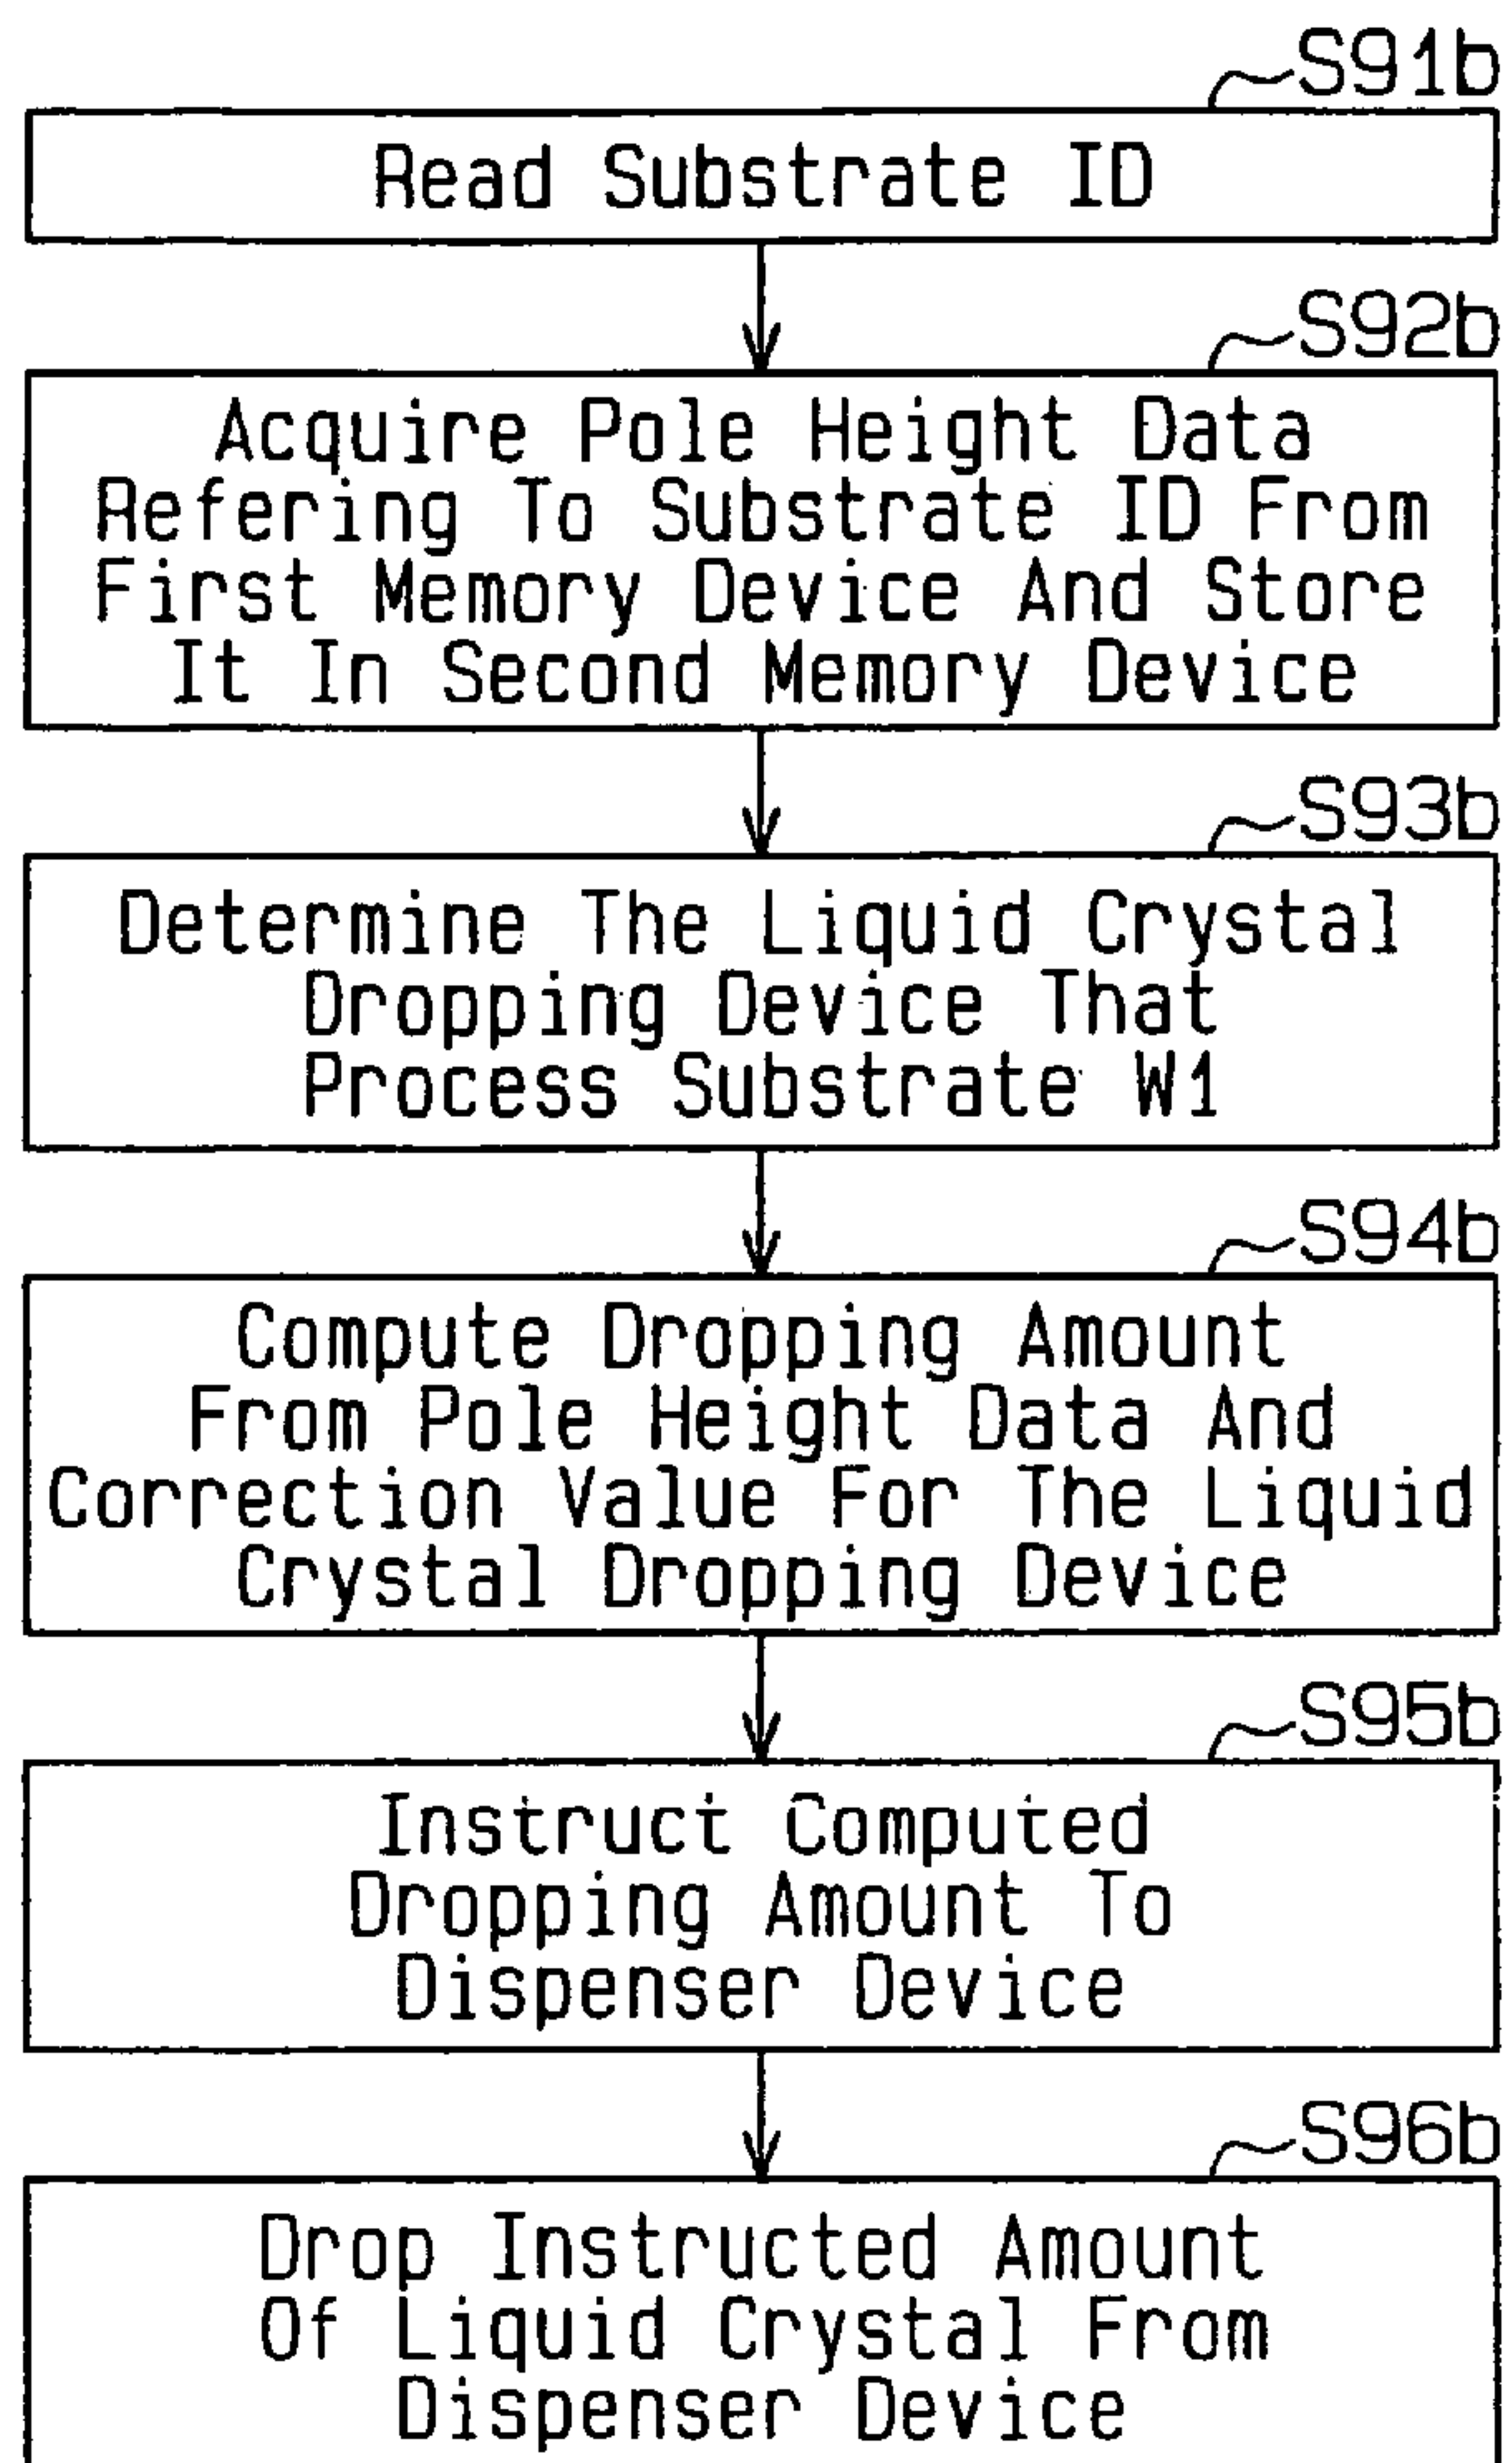 S91b
Read Substrate ID
S92b
Acquire Pole Height Data
Refering To Substrate ID From
First Memory Device And Store
It In Second Memory Device
S93b
Determine The Liquid Crystal
Dropping Device That
Process Substrate W1
S94b
Compute Dropping Amount
From Pole Height Data And
Correction Value For The Liquid
Crystal Dropping Device
S95b
Instruct Computed
Dropping Amount To
Dispenser Device
S96b
Drop Instructed Amount
Of Liquid Crystal From
Dispenser Device